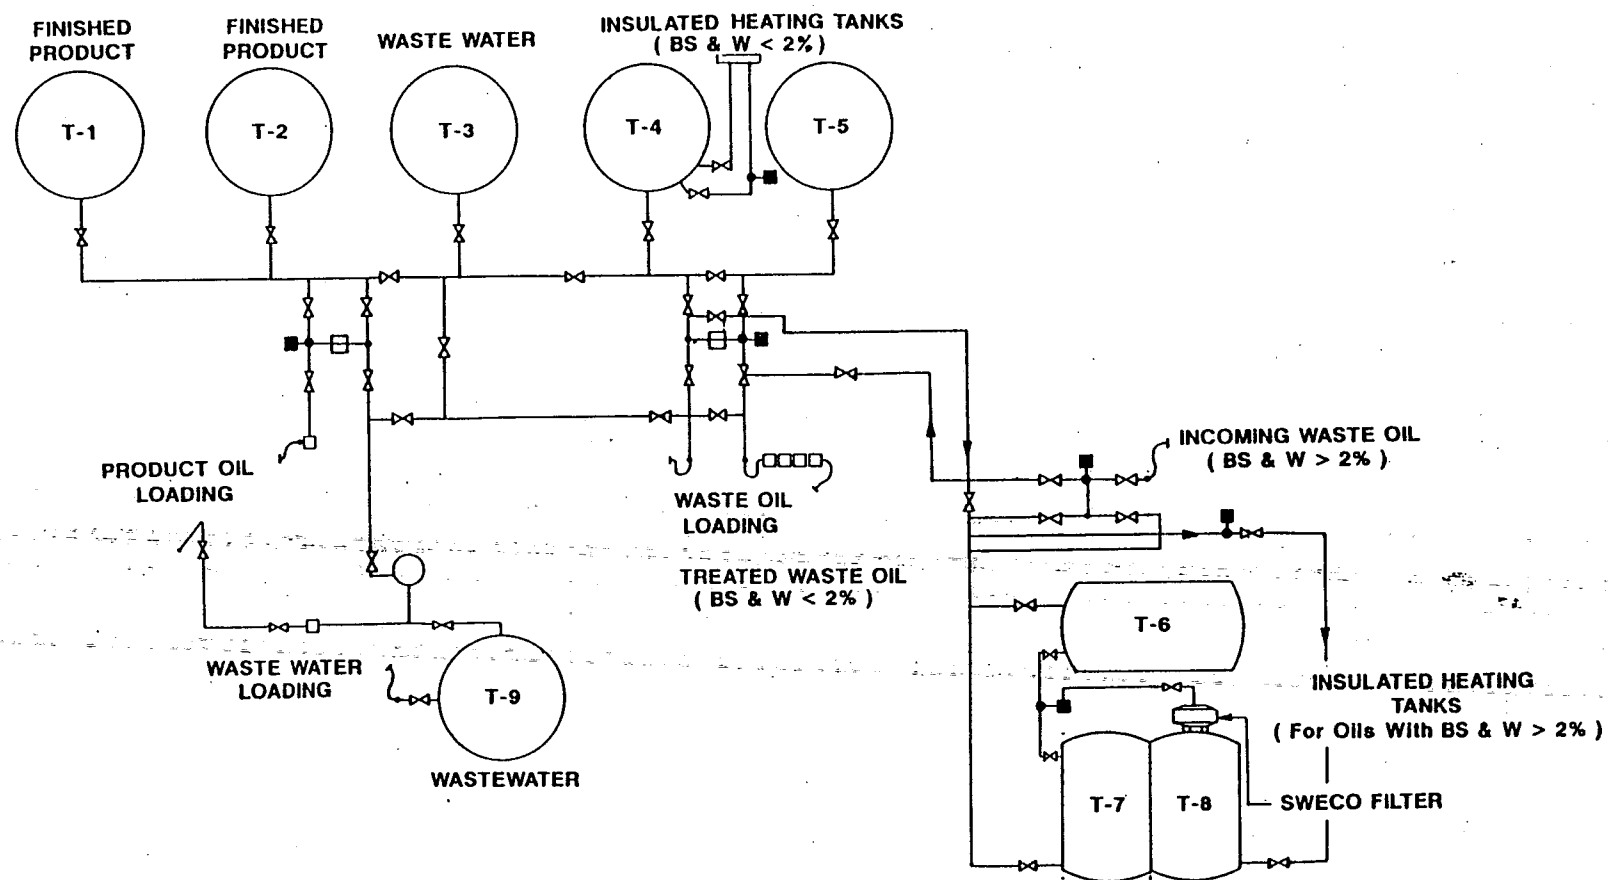 FINISHED
PRODUCT
FINISHED
PRODUCT
WASTE WATER
INSULATED HEATING TANKS
( BS & W < 2% )
T-1
T-2
T-3
T-4
T-5
PRODUCT OIL
LOADING
WASTE OIL
LOADING
INCOMING WASTE OIL
( BS & W > 2% )
TREATED WASTE OIL
( BS & W < 2% )
T-6
WASTE WATER
LOADING
T-9
WASTEWATER
INSULATED HEATING
TANKS
( For Oils With BS & W > 2% )
T-7
T-8
SWECO FILTER